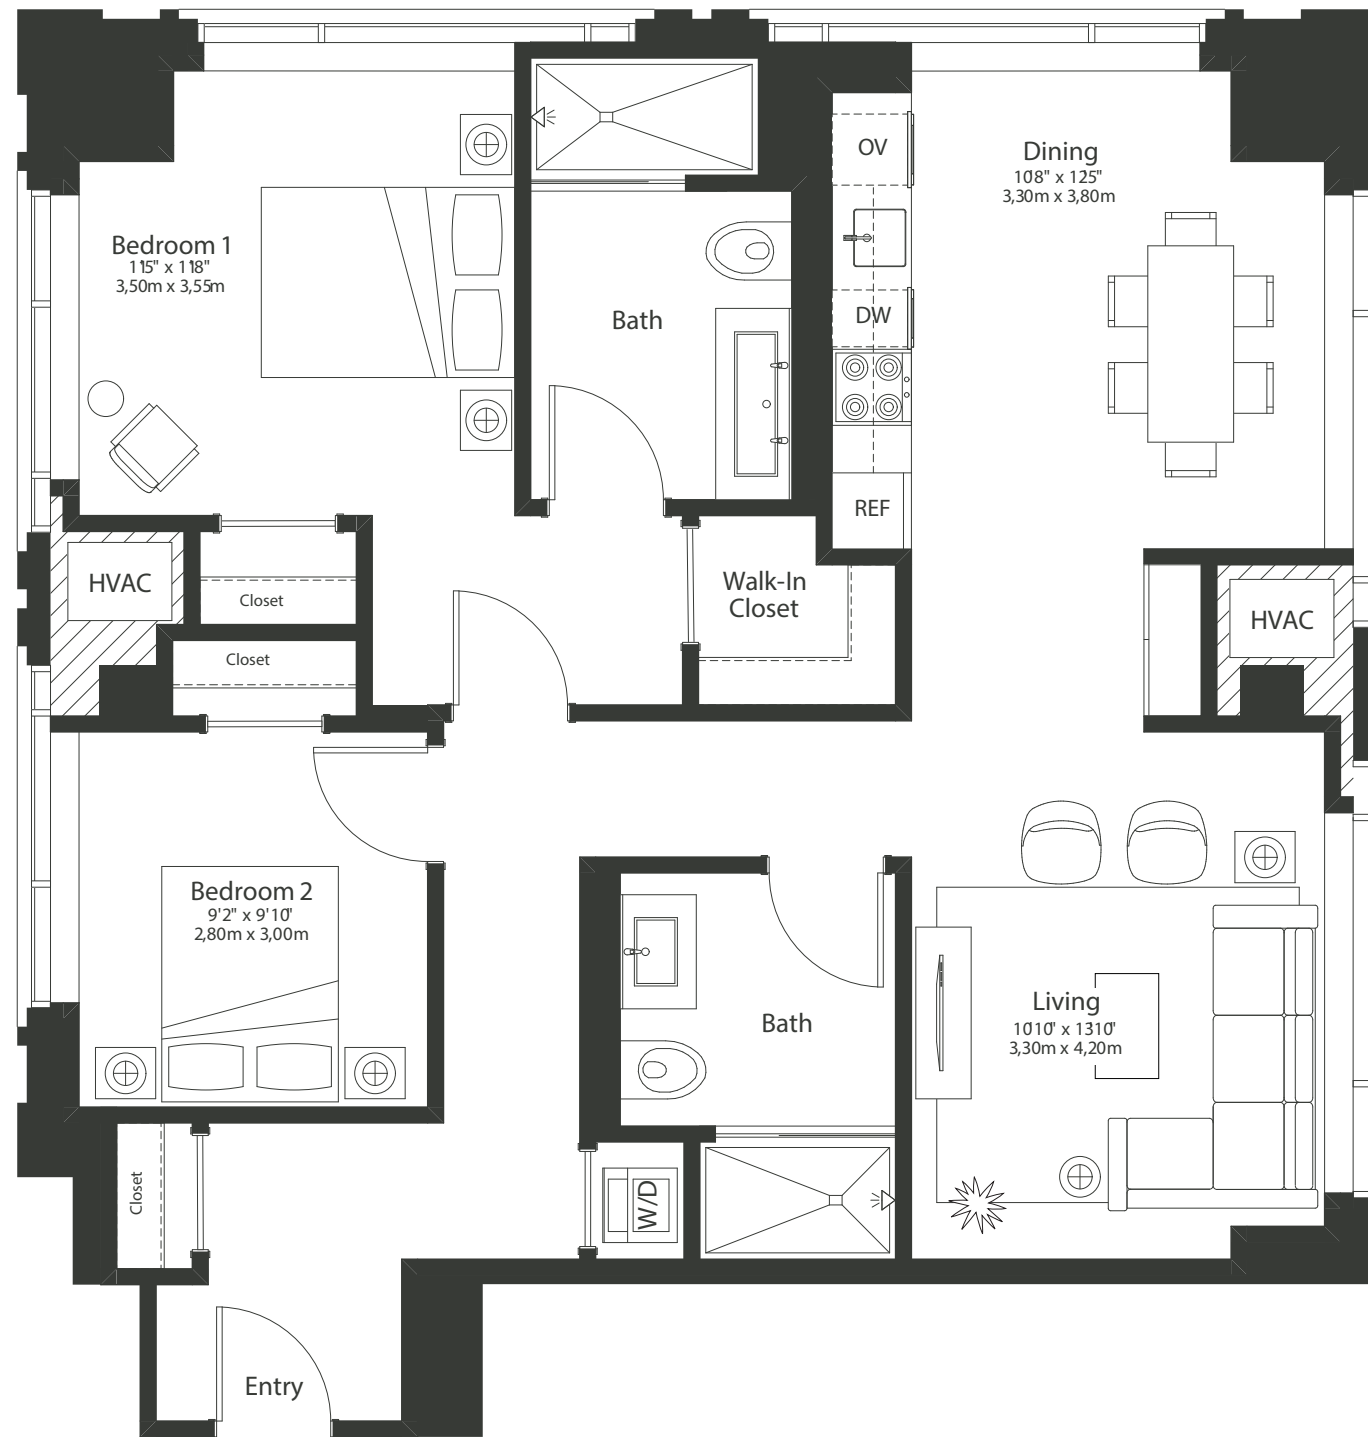 OV
Dining
10'8" x 12'5"
3,30m x 3,80m
Bedroom 1
11'5" x 11'8"
3,50m x 3,55m
Bath
DW
REF
HVAC
Closet
Walk-In
Closet
HVAC
Closet
Bedroom 2
9'2" x 9'10"
2,80m x 3,00m
Living
10'10" x 13'10"
3,30m x 4,20m
Bath
Closet
W/D
Entry